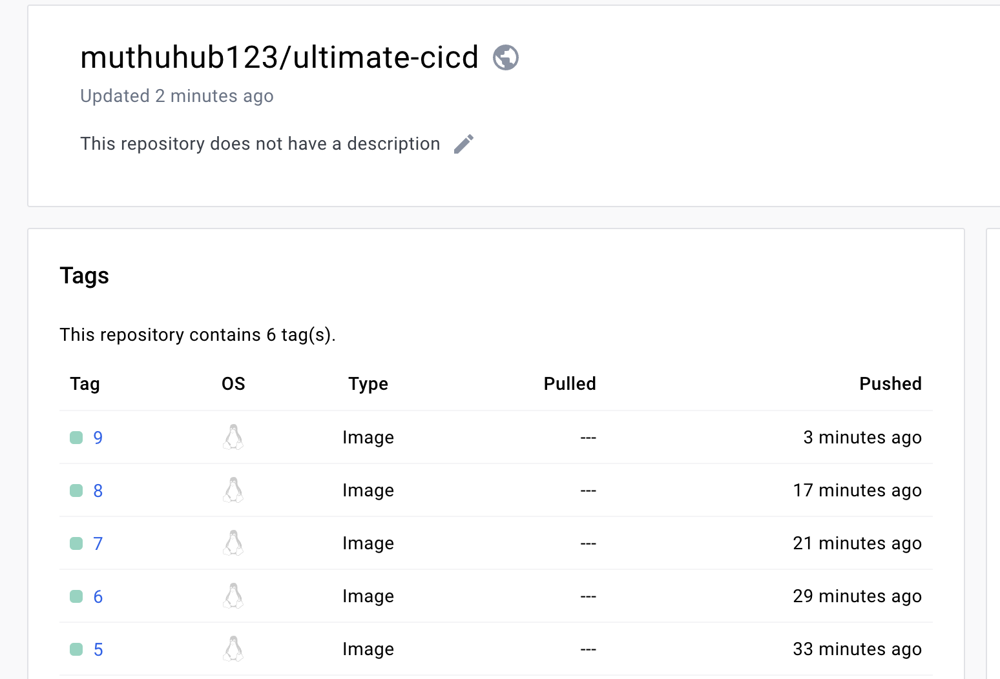 muthuhub123/ultimate-cicd
Updated 2 minutes ago
This repository does not have a description
Tags
This repository contains 6 tag(s).
Tag OS Type Pulled Pushed
9 Image --- 3 minutes ago
8 Image --- 17 minutes ago
7 Image --- 21 minutes ago
6 Image --- 29 minutes ago
5 Image --- 33 minutes ago